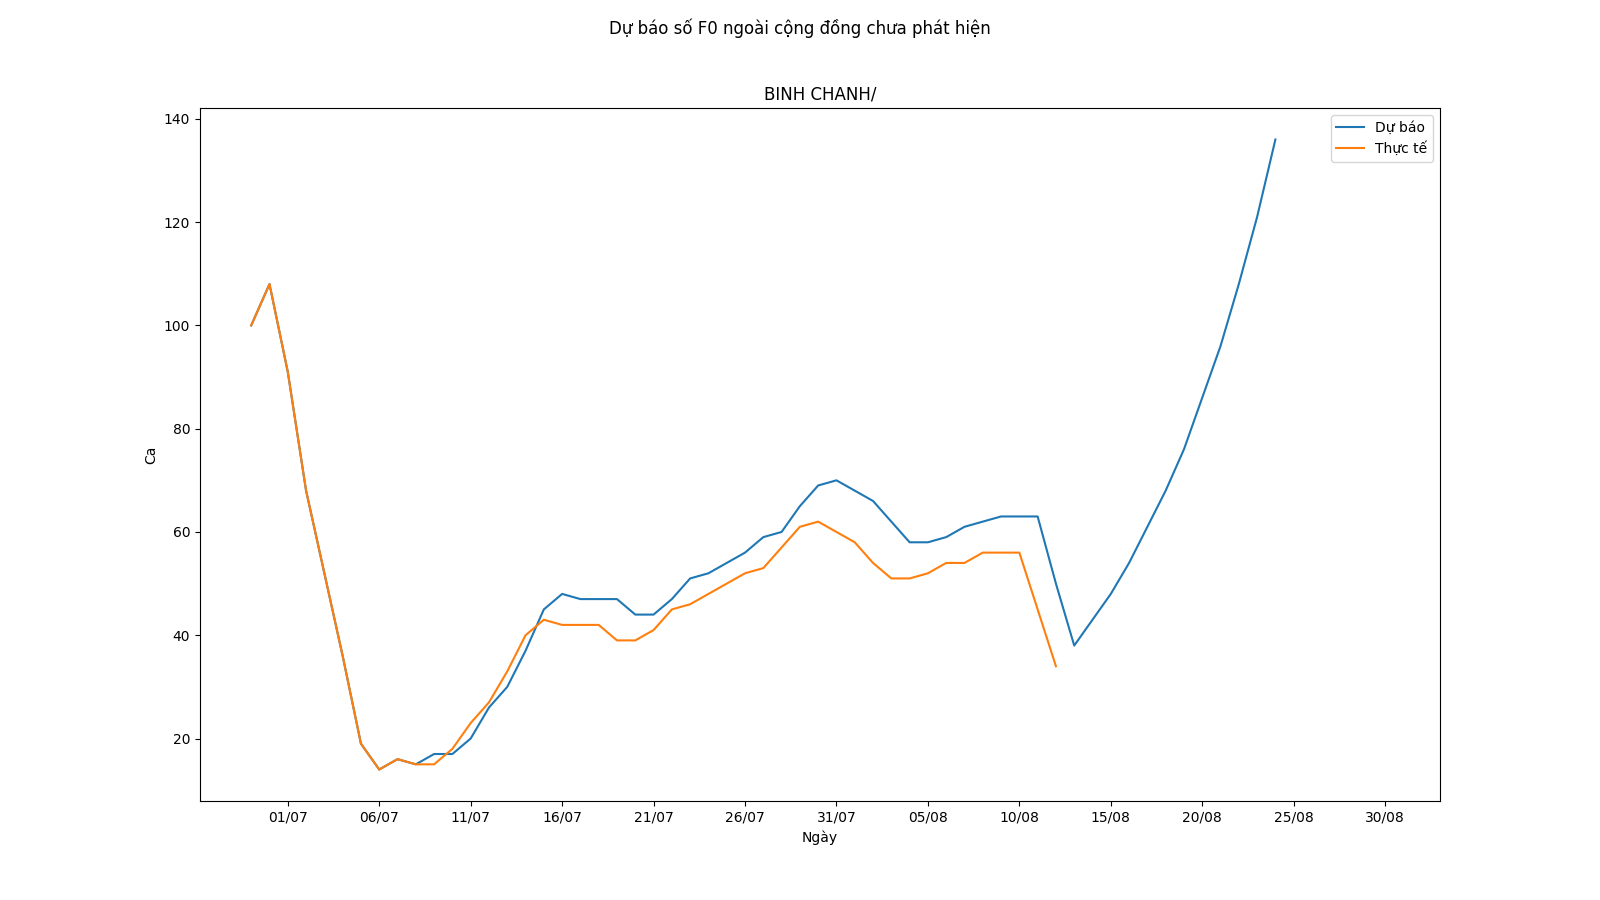 Dự báo số F0 ngoài cộng đồng chưa phát hiện
BINH CHANH/
Dự báo
Thực tế
140
120
100
80
60
40
20
Ca
01/07 06/07 11/07 16/07 21/07 26/07 31/07 05/08 10/08 15/08 20/08 25/08 30/08
Ngày